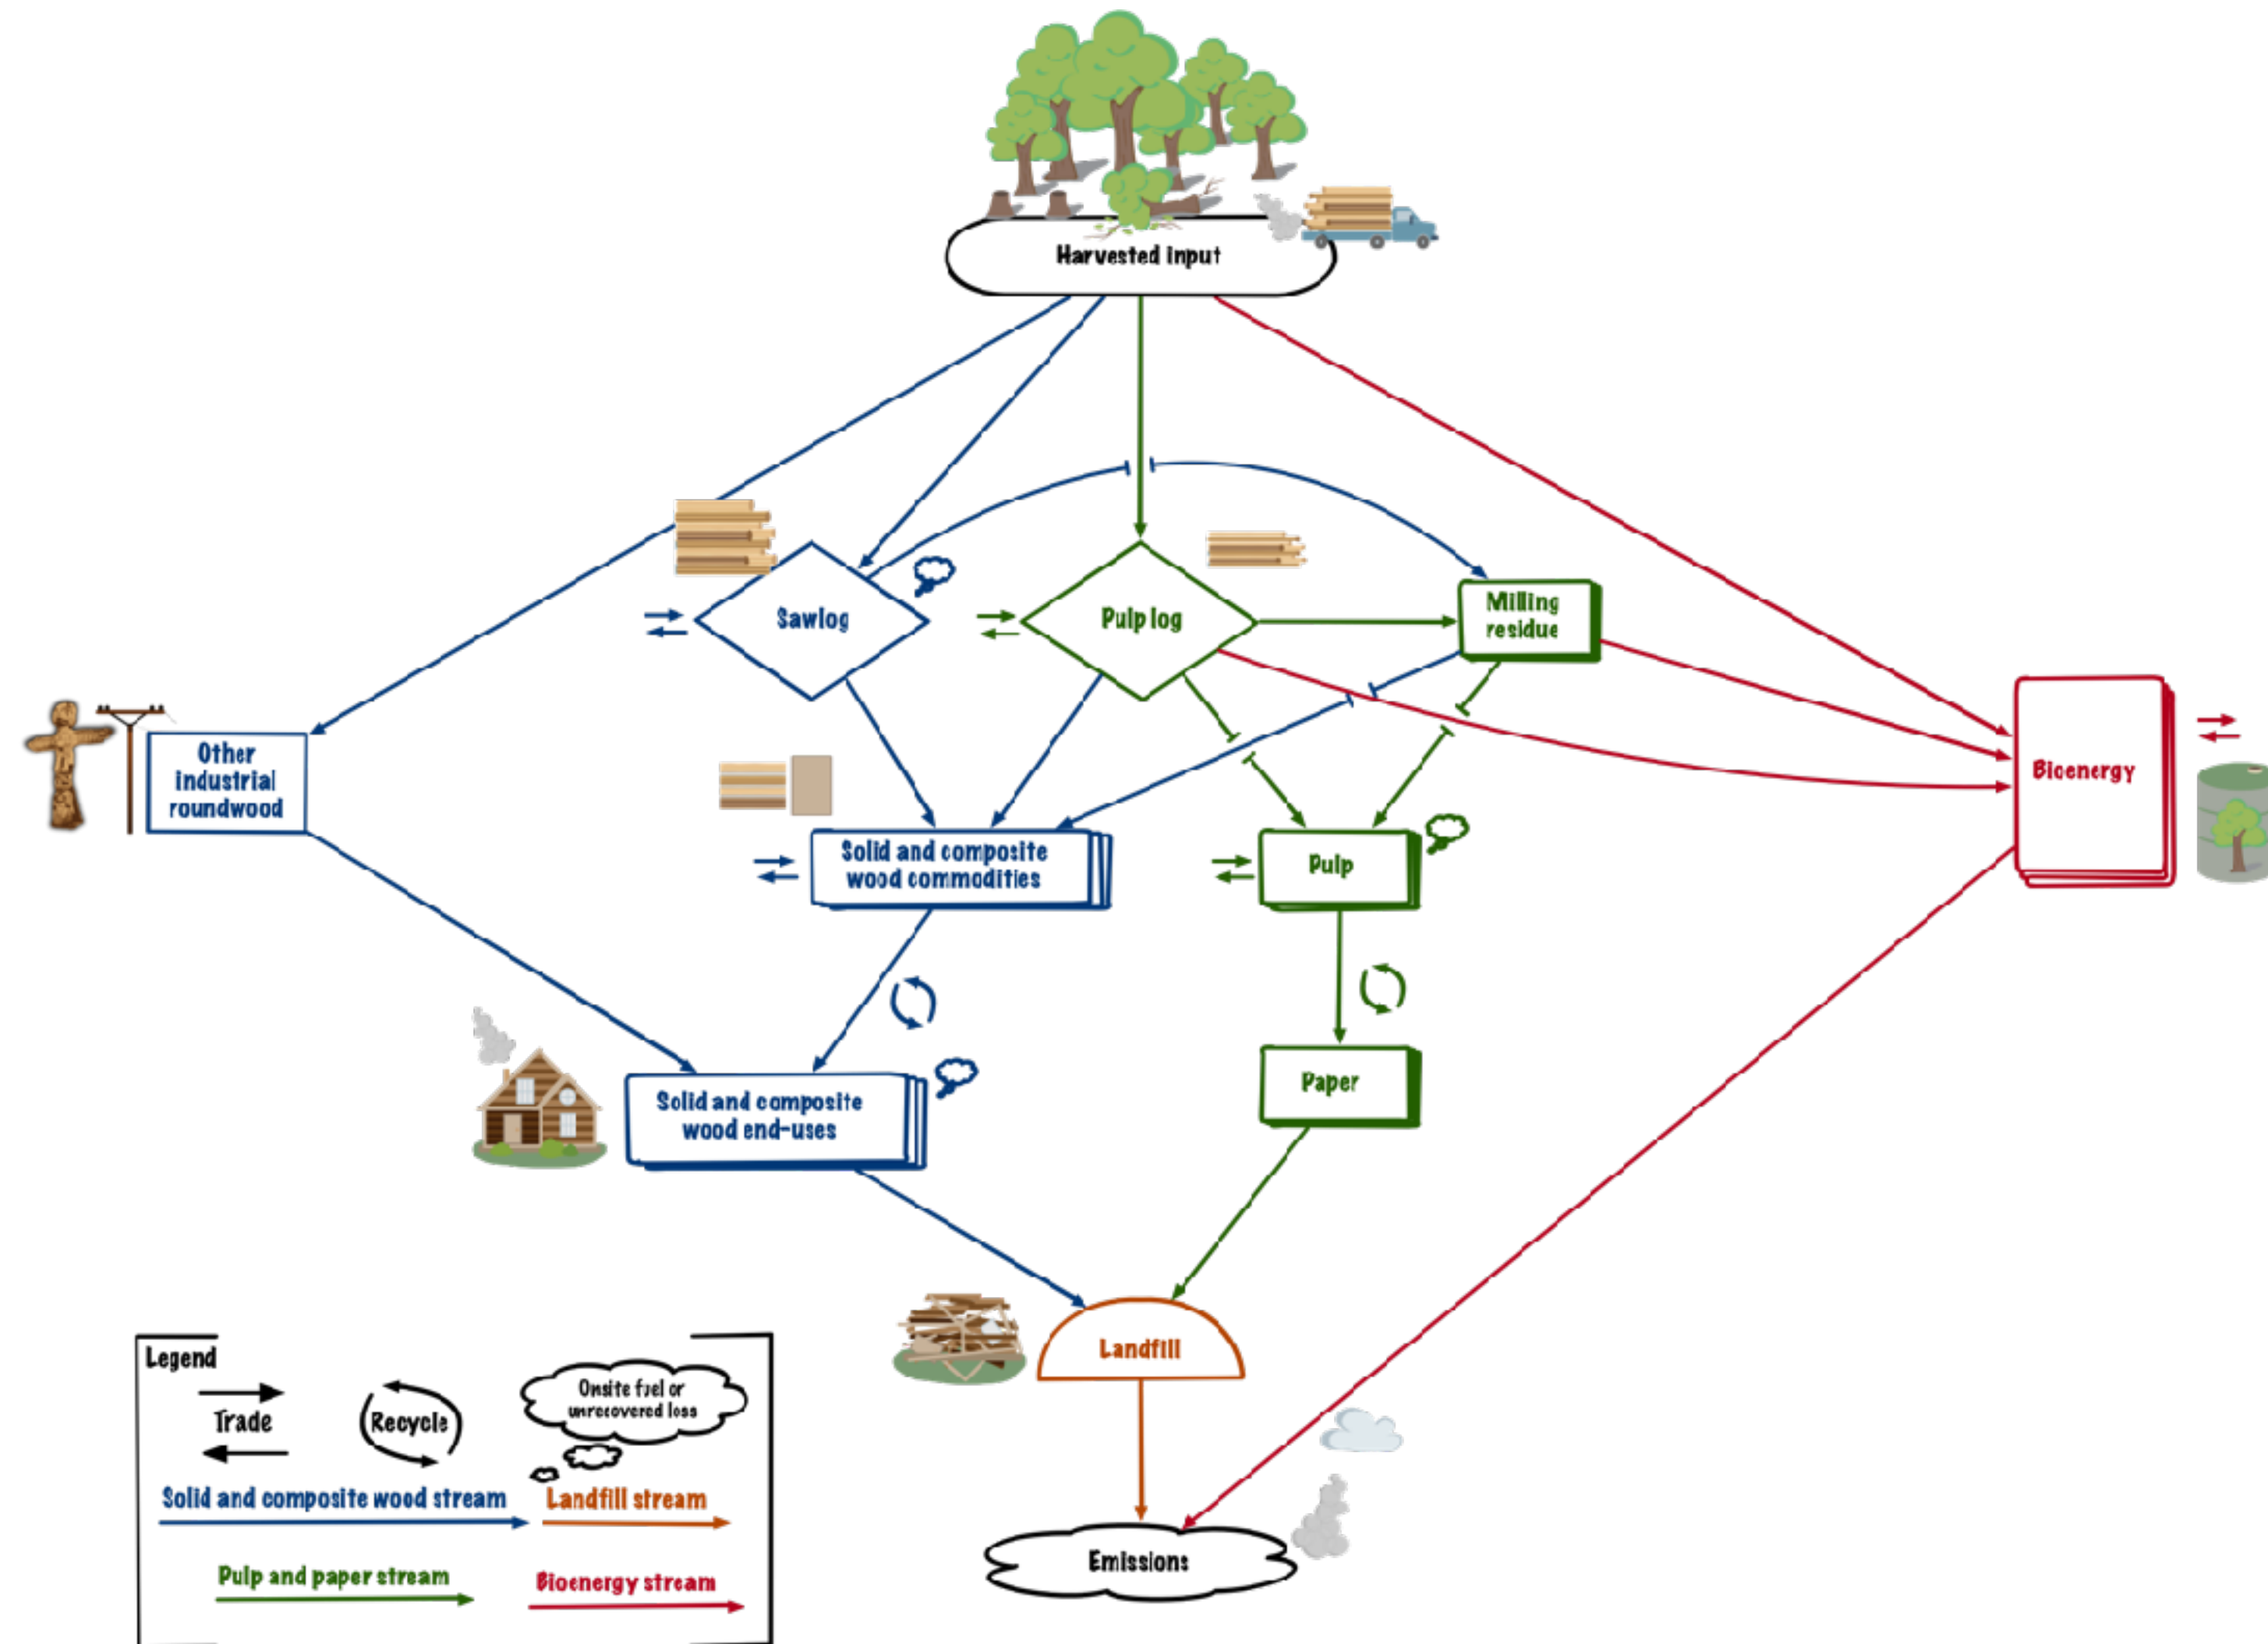 Harvested input
Sawlog
Pulp log
Milling
residue
Other
industrial
roundwood
Bioenergy
Solid and composite
wood commodities
Pulp
Solid and composite
wood end-uses
Paper
Landfill
Emissions
Legend
Trade
Recycle
Onsite fuel or
unrecovered loss
Solid and composite wood stream
Landfill stream
Pulp and paper stream
Bioenergy stream